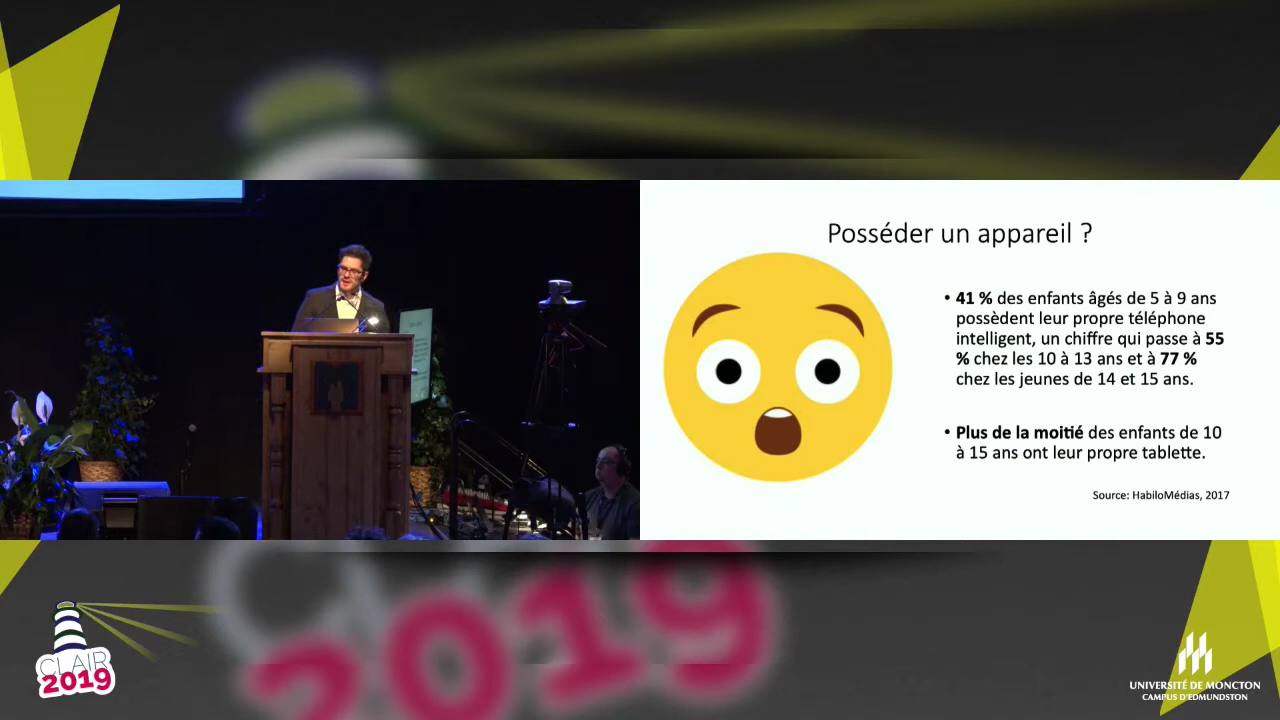 Posséder un appareil ?
• 41 % des enfants âgés de 5 à 9 ans
possèdent leur propre téléphone
intelligent, un chiffre qui passe à 55
% chez les 10 à 13 ans et à 77 %
chez les jeunes de 14 et 15 ans.
• Plus de la moitié des enfants de 10
à 15 ans ont leur propre tablette.
Source: HabiloMédias, 2017
2019
CLAIR
2019
UNIVERSITÉ DE MONCTON
CAMPUS D'EDMUNDSTON